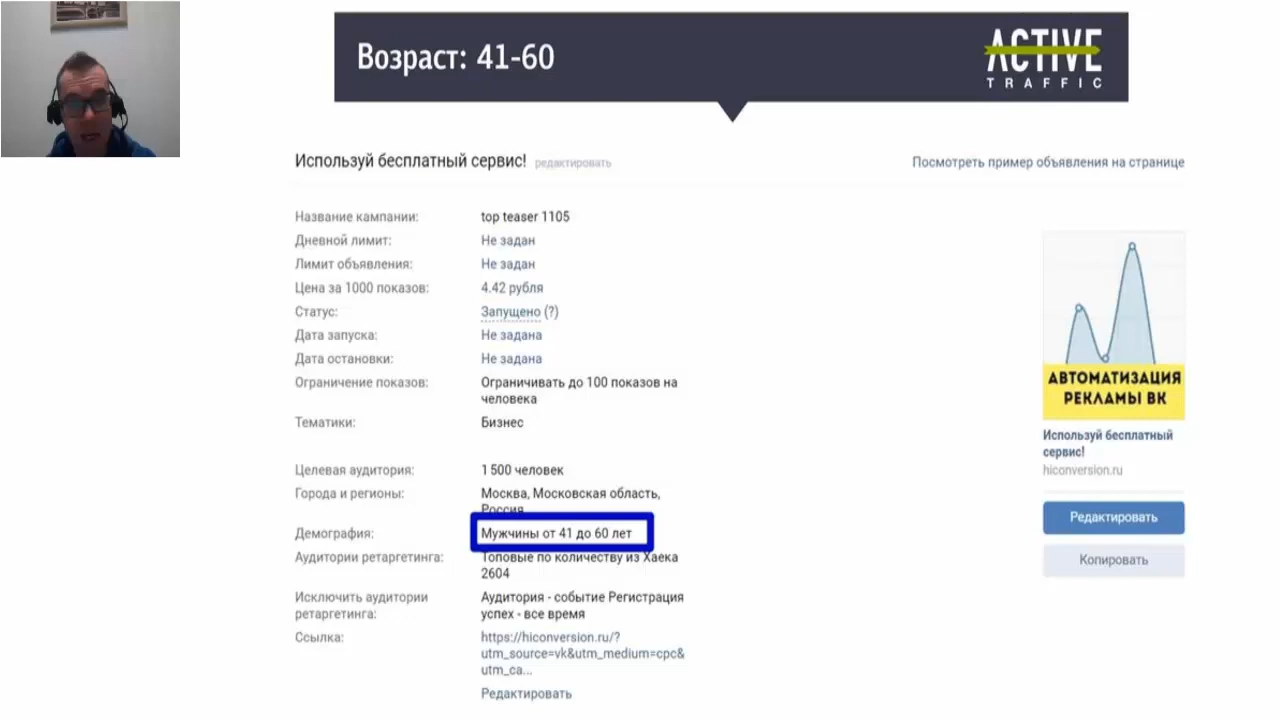 Возраст: 41-60
ACTIVE
TRAFFIC
Используй бесплатный сервис! редактировать
Посмотреть пример объявления на странице
Название кампании: top teaser 1105
Дневной лимит: Не задан
Лимит объявления: Не задан
Цена за 1000 показов: 4.42 рубля
Статус: Запущено (?)
Дата запуска: Не задана
Дата остановки: Не задана
Ограничение показов: Ограничивать до 100 показов на
человека
Тематики: Бизнес
Целевая аудитория: 1 500 человек
Города и регионы: Москва, Московская область,
Россия
Демография: Мужчины от 41 до 60 лет
Аудитории ретаргетинга: Топовые по количеству из Хаека
2604
Исключить аудитории Аудитория - событие Регистрация
ретаргетинга: успех - все время
Ссылка: https://hiconversion.ru/?
utm_source=vk&utm_medium=cpc&
utm_ca...
Редактировать
АВТОМАТИЗАЦИЯ
РЕКЛАМЫ ВК
Используй бесплатный
сервис!
hiconversion.ru
Редактировать
Копировать